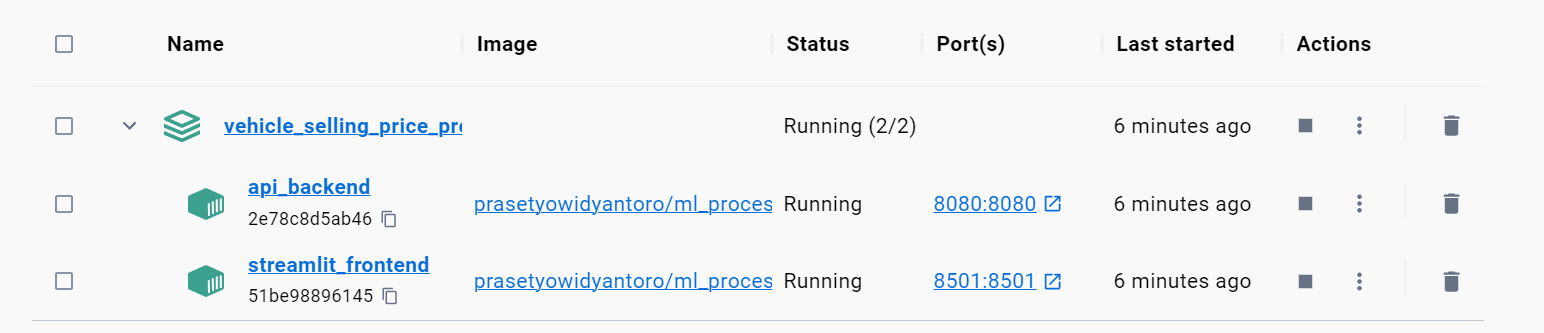 Name Image Status Port(s) Last started Actions
vehicle_selling_price_pr Running (2/2) 6 minutes ago
api_backend
2e78c8d5ab46 prasetyowidyantoro/ml_proces Running 8080:8080 6 minutes ago
streamlit_frontend
51be98896145 prasetyowidyantoro/ml_proces Running 8501:8501 6 minutes ago